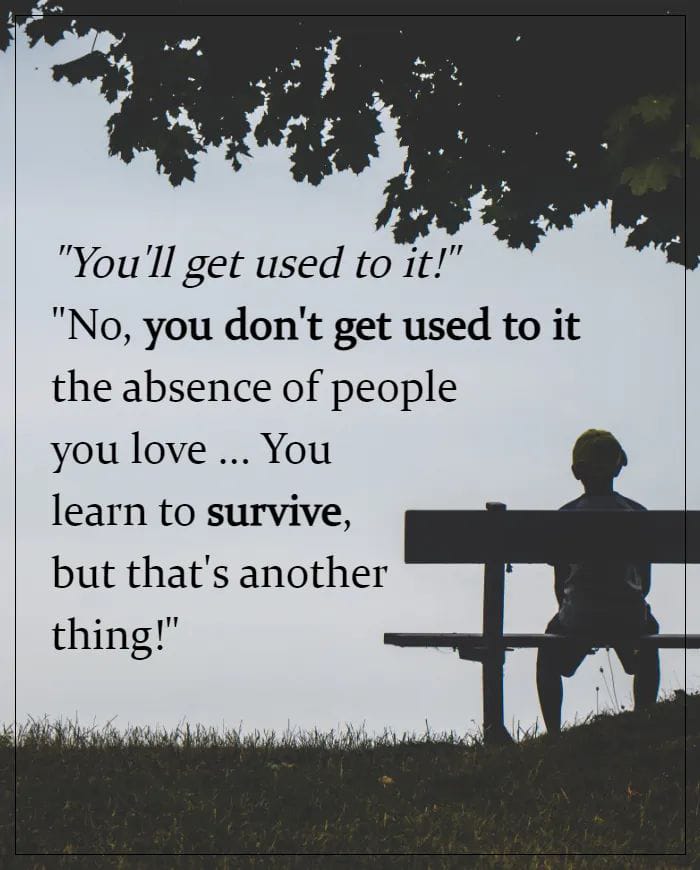 "You'll get used to it!"
"No, you don't get used to it
the absence of people
you love ... You
learn to survive,
but that's another
thing!"